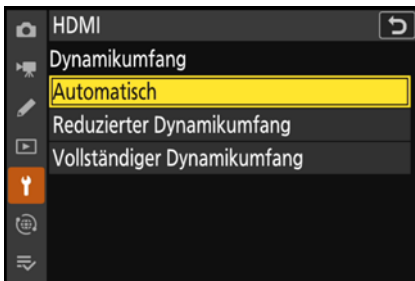 HDMI
Dynamikumfang
Automatisch
Reduzierter Dynamikumfang
Vollständiger Dynamikumfang